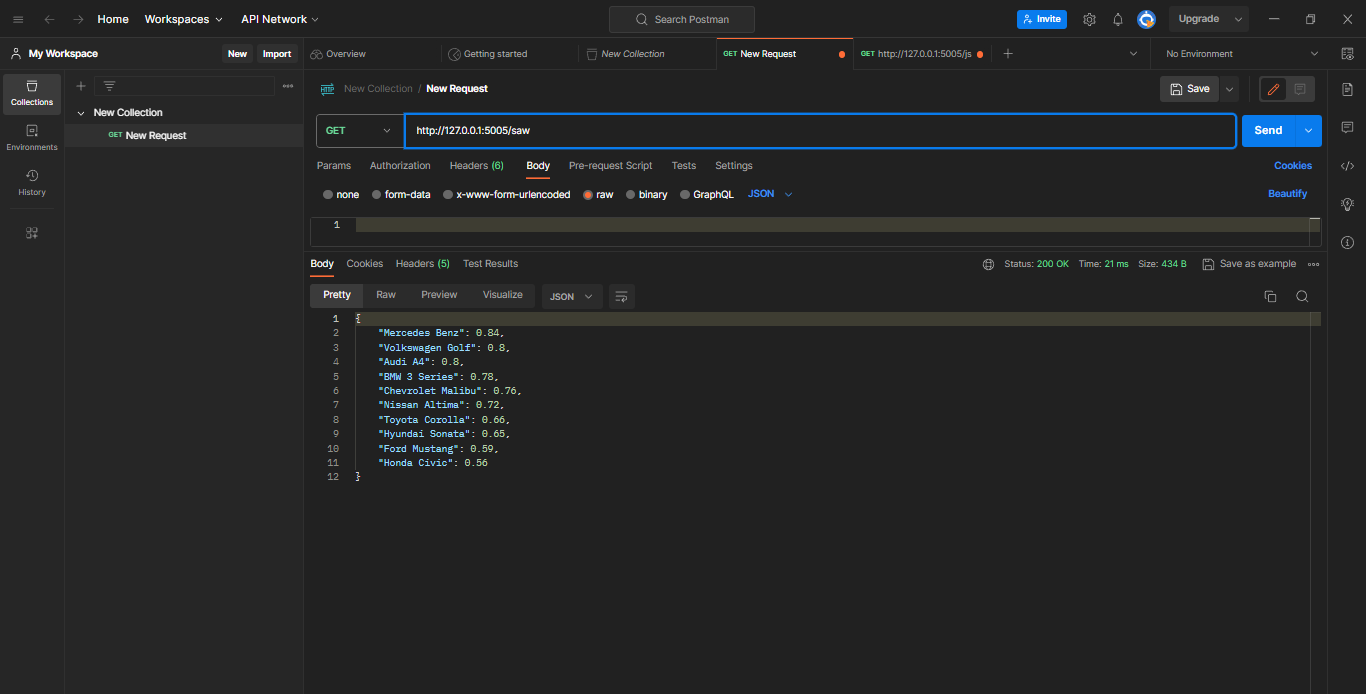 Home Workspaces API Network Search Postman Invite Upgrade
My Workspace New Import Overview Getting started New Collection GET New Request GET http://127.0.0.1:5005/js No Environment
Collections
Environments
History
New Collection
GET New Request
HTTP New Collection / New Request Save
GET http://127.0.0.1:5005/saw Send
Params Authorization Headers (6) Body Pre-request Script Tests Settings Cookies
none form-data x-www-form-urlencoded raw binary GraphQL JSON Beautify
1
Body Cookies Headers (5) Test Results Status: 200 OK Time: 21 ms Size: 434 B Save as example
Pretty Raw Preview Visualize JSON
1 {
2 "Mercedes Benz": 0.84,
3 "Volkswagen Golf": 0.8,
4 "Audi A4": 0.8,
5 "BMW 3 Series": 0.78,
6 "Chevrolet Malibu": 0.76,
7 "Nissan Altima": 0.72,
8 "Toyota Corolla": 0.66,
9 "Hyundai Sonata": 0.65,
10 "Ford Mustang": 0.59,
11 "Honda Civic": 0.56
12 }